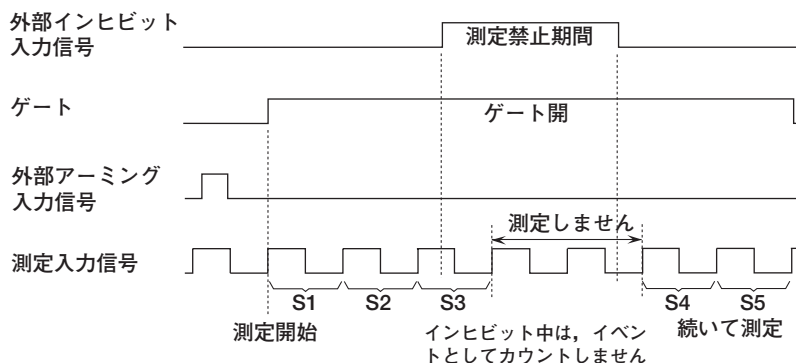 外部インヒビット
入力信号
測定禁止期間
ゲート
ゲート開
外部アーミング
入力信号
測定しません
測定入力信号
S1
S2
S3
S4
S5
測定開始
インヒビット中は，イベン
トとしてカウントしません
続いて測定